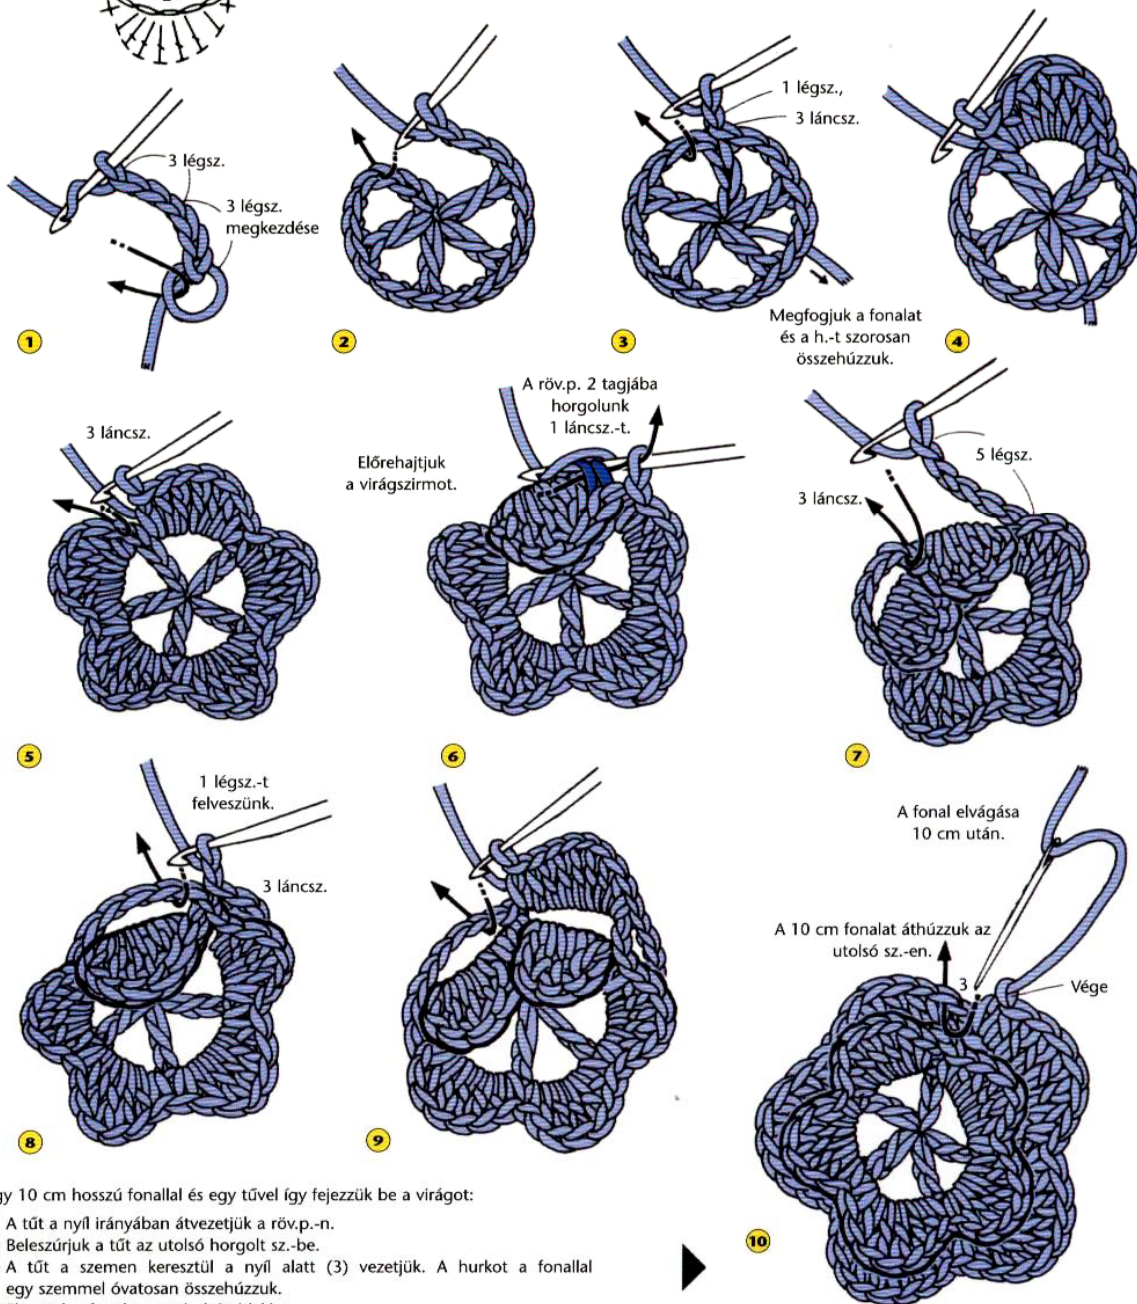 3 légsz.
3 légsz.
megkezdése
1
2
1 légsz.,
3 láncsz.
3
Megfogjuk a fonalat
és a h.-t szorosan
összehúzzuk.
4
3 láncsz.
5
A röv.p. 2 tagjába
horgolunk
1 láncsz.-t.
Előrehajtjuk
a virágszirmot.
6
5 légsz.
3 láncsz.
7
1 légsz.-t
felveszünk.
3 láncsz.
8
9
A fonal elvágása
10 cm után.
A 10 cm fonalat áthúzzuk az
utolsó sz.-en.
3
Vége
10
gy 10 cm hosszú fonallal és egy tűvel így fejezzük be a virágot:
A tűt a nyíl irányában átvezetjük a röv.p.-n.
Beleszúrjuk a tűt az utolsó horgolt sz.-be.
A tűt a szemen keresztül a nyíl alatt (3) vezetjük. A hurkot a fonallal
egy szemmel óvatosan összehúzzuk.